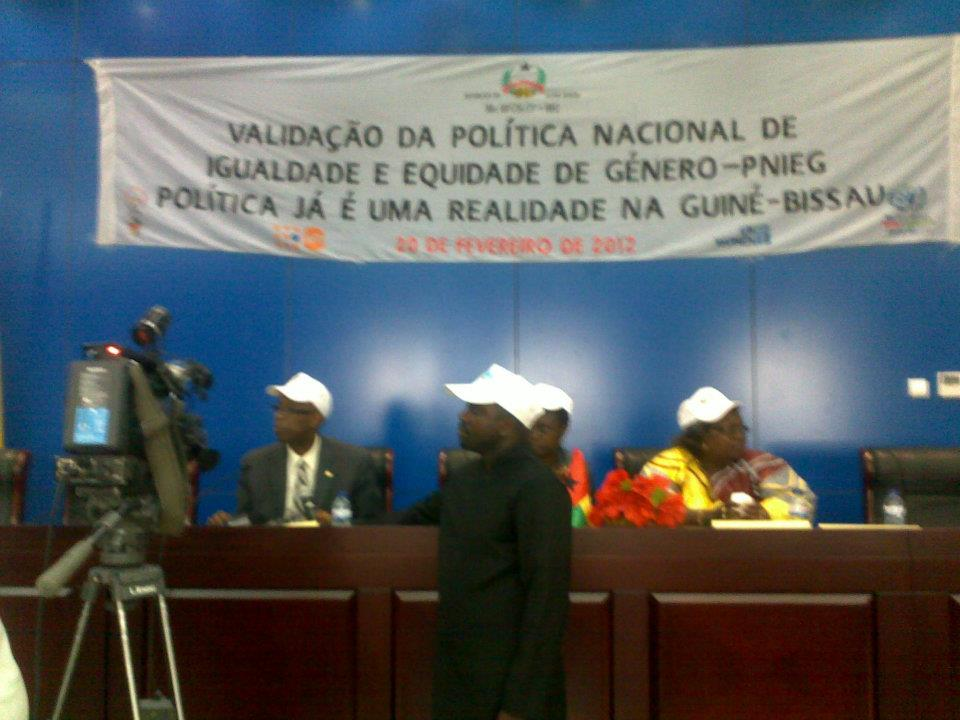 VALIDAÇÃO DA POLÍTICA NACIONAL DE
IGUALDADE E EQUIDADE DE GÉNERO-PNIEG
POLÍTICA JÁ É UMA REALIDADE NA GUINÉ-BISSAU
20 DE FEVEREIRO DE 2012